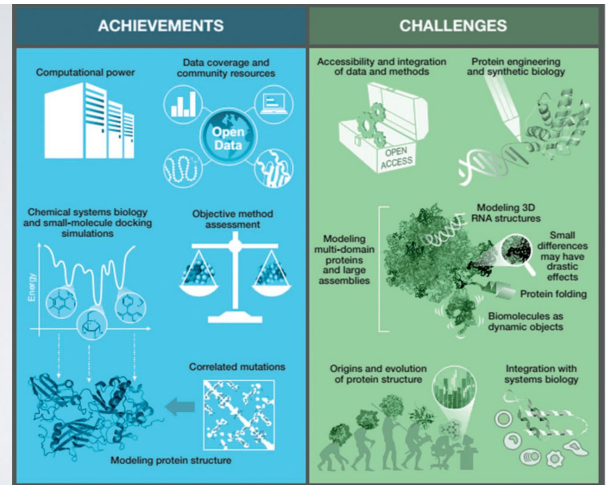 ACHIEVEMENTS
Computational power
Data coverage and
community resources
Open
Data
Chemical systems biology
and small-molecule docking
simulations
Energy
Objective method
assessment
Correlated mutations
Modeling protein structure
CHALLENGES
Accessibility and integration
of data and methods
OPEN
ACCESS
Protein engineering
and synthetic biology
Modeling 3D
RNA structures
Modeling
multi-domain
proteins
and large
assemblies
Small
differences
may have
drastic
effects
Protein folding
Biomolecules as
dynamic objects
Origins and evolution
of protein structure
Integration with
systems biology